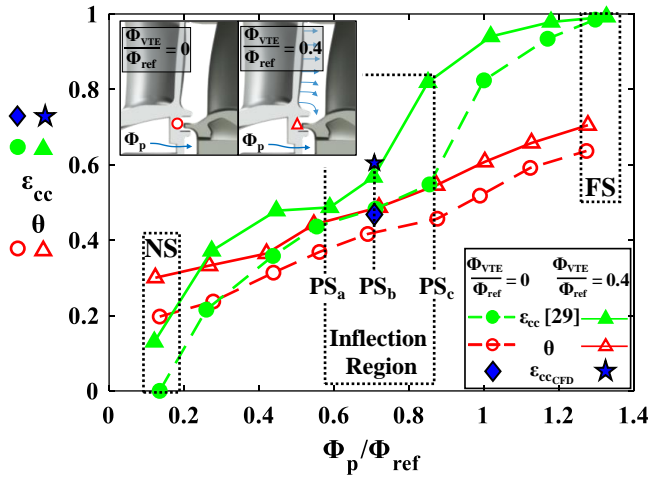 1
0.8
0.6
0.4
0.2
0
ε_cc
θ
Φ_VTE/Φ_ref = 0
Φ_VTE/Φ_ref = 0.4
Φ_p
Φ_p
NS
FS
PS_a PS_b PS_c
Inflection
Region
Φ_VTE/Φ_ref = 0 Φ_VTE/Φ_ref = 0.4
ε_cc [29]
θ
ε_cc_CFD
0 0.2 0.4 0.6 0.8 1 1.2 1.4
Φ_p/Φ_ref